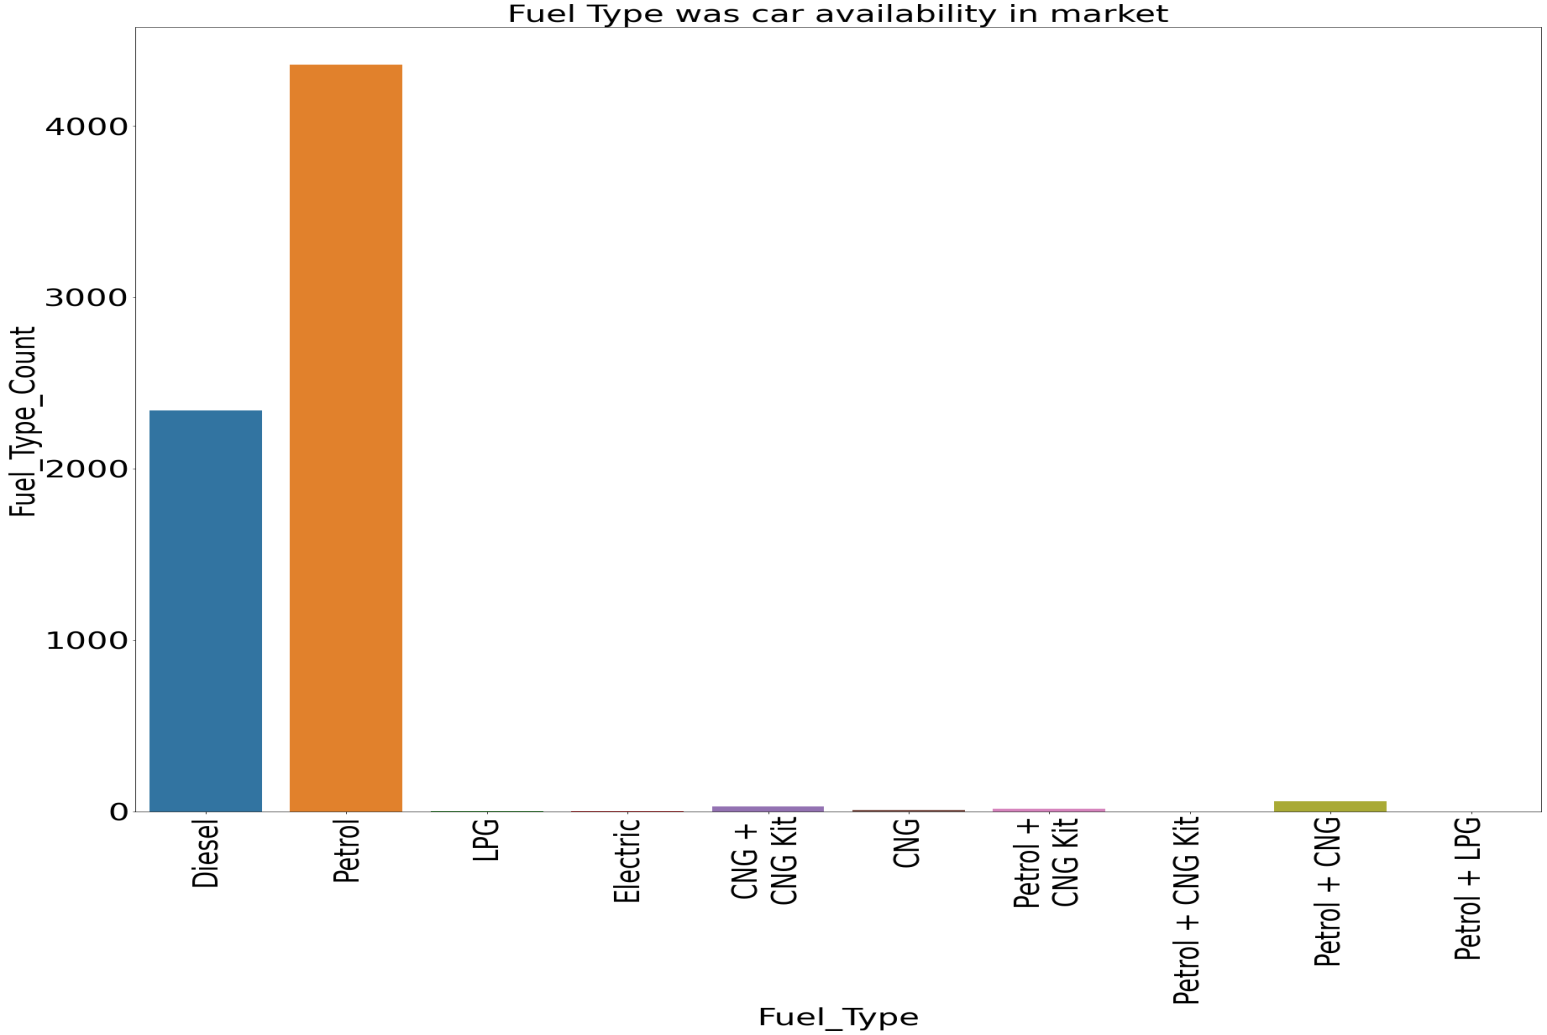 Fuel Type was car availability in market
Fuel_Type_Count
4000
3000
2000
1000
0
Diesel
Petrol
LPG
Electric
CNG +
CNG Kit
CNG
Petrol +
CNG Kit
Petrol + CNG Kit
Petrol + CNG
Petrol + LPG
Fuel_Type